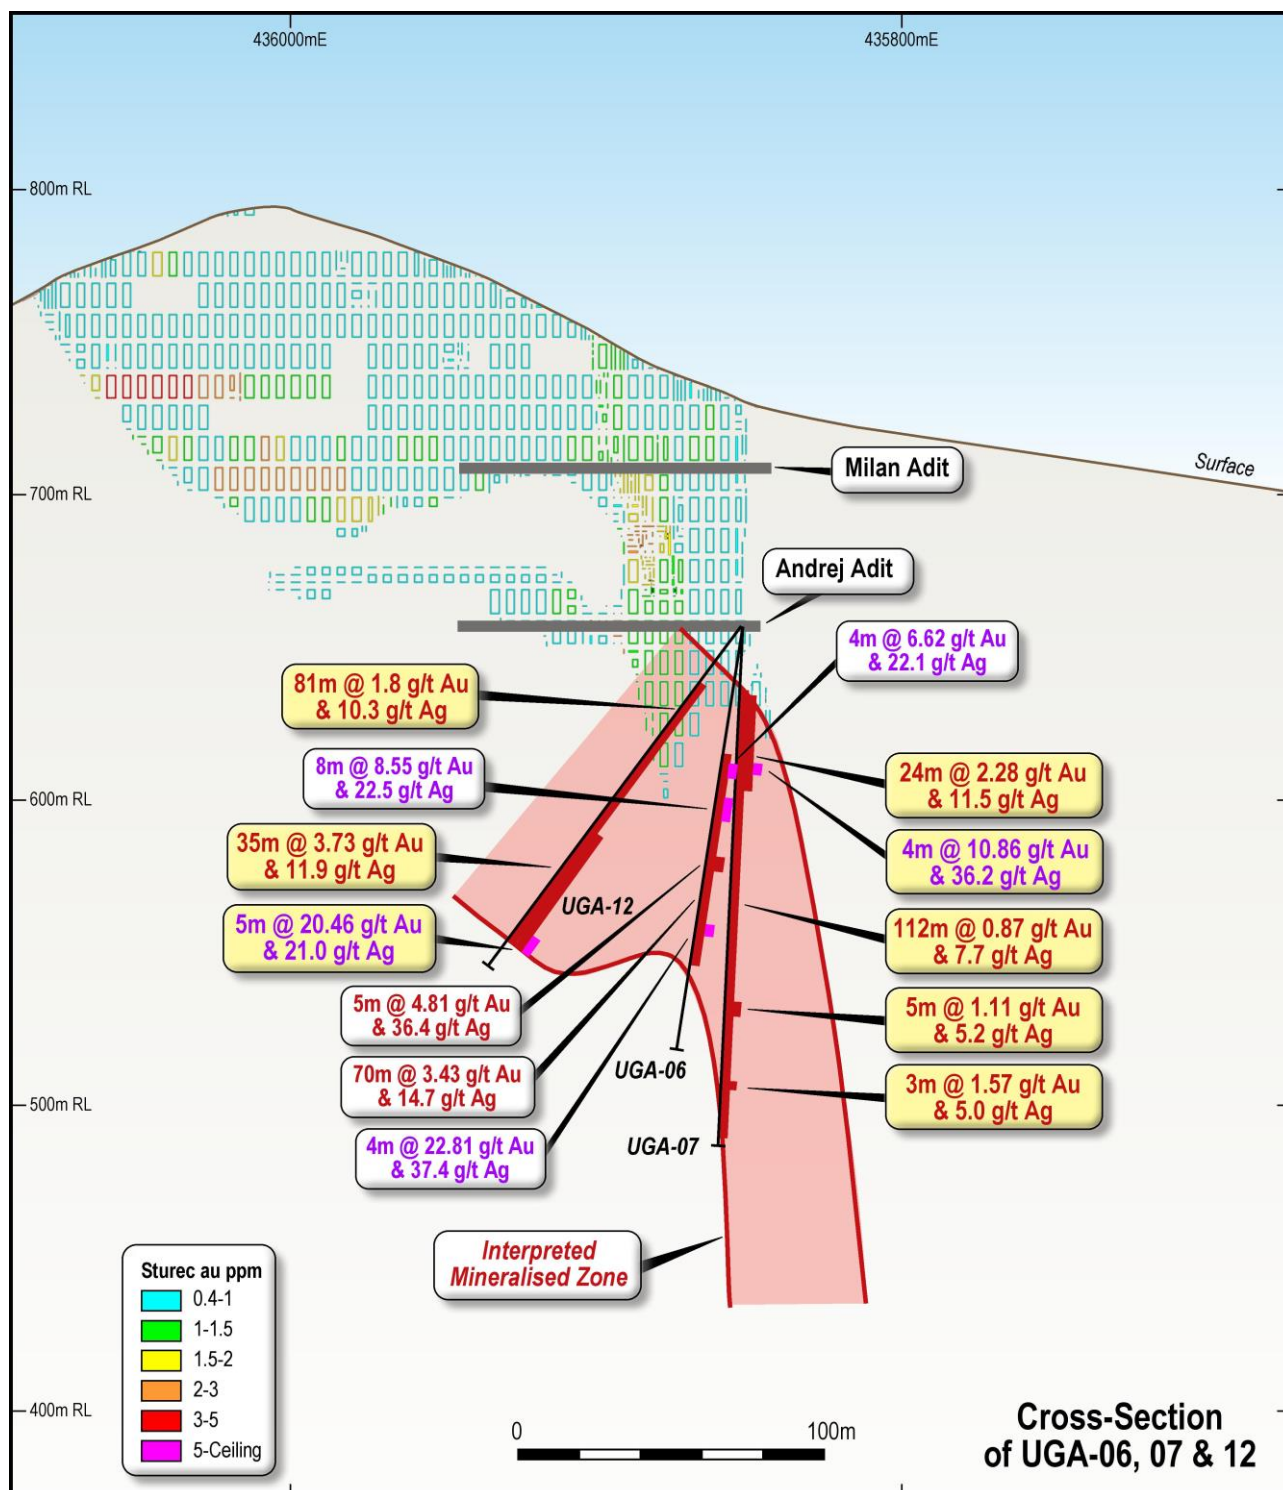 436000mE
435800mE
800m RL
Surface
Milan Adit
700m RL
Andrej Adit
4m @ 6.62 g/t Au
& 22.1 g/t Ag
81m @ 1.8 g/t Au
& 10.3 g/t Ag
8m @ 8.55 g/t Au
& 22.5 g/t Ag
24m @ 2.28 g/t Au
& 11.5 g/t Ag
600m RL
35m @ 3.73 g/t Au
& 11.9 g/t Ag
4m @ 10.86 g/t Au
& 36.2 g/t Ag
UGA-12
5m @ 20.46 g/t Au
& 21.0 g/t Ag
112m @ 0.87 g/t Au
& 7.7 g/t Ag
5m @ 4.81 g/t Au
& 36.4 g/t Ag
5m @ 1.11 g/t Au
& 5.2 g/t Ag
UGA-06
70m @ 3.43 g/t Au
& 14.7 g/t Ag
3m @ 1.57 g/t Au
& 5.0 g/t Ag
500m RL
UGA-07
4m @ 22.81 g/t Au
& 37.4 g/t Ag
Interpreted
Mineralised Zone
Sturec au ppm
0.4-1
1-1.5
1.5-2
2-3
3-5
5-Ceiling
400m RL
0
100m
Cross-Section
of UGA-06, 07 & 12